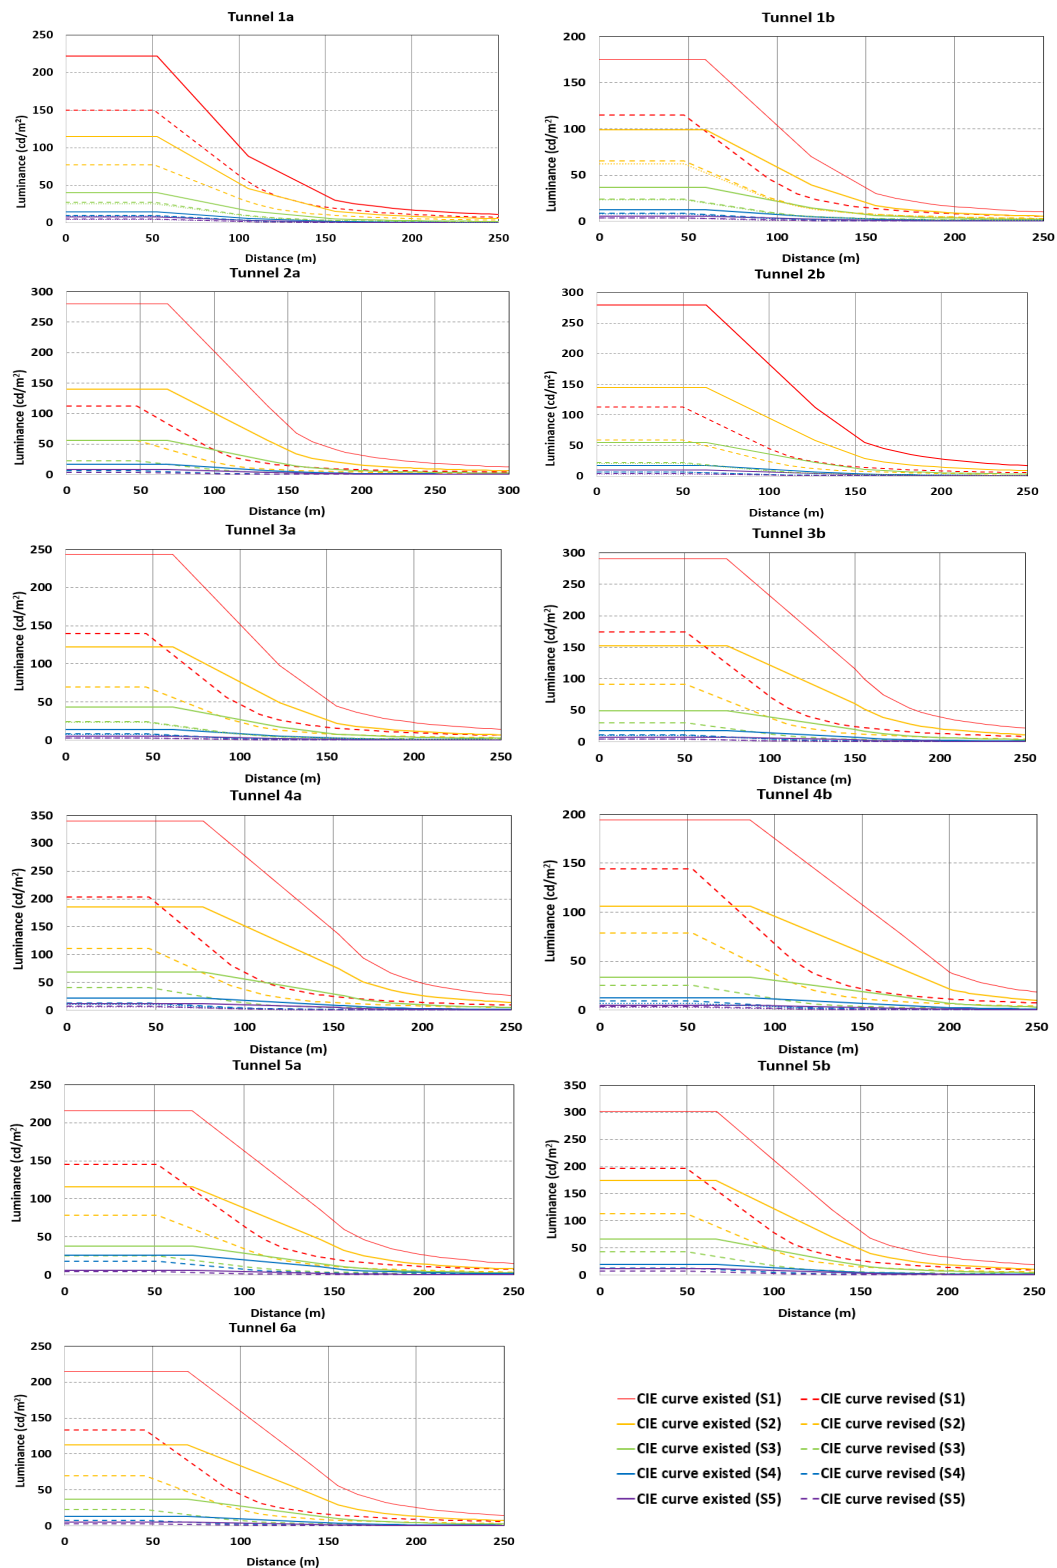 Tunnel 1a
250
200
150
100
50
0
Luminance (cd/m²)
0 50 100 150 200 250
Distance (m)
Tunnel 1b
200
150
100
50
0
Luminance (cd/m²)
0 50 100 150 200 250
Distance (m)
Tunnel 2a
300
250
200
150
100
50
0
Luminance (cd/m²)
0 50 100 150 200 250 300
Distance (m)
Tunnel 2b
300
250
200
150
100
50
0
Luminance (cd/m²)
0 50 100 150 200 250
Distance (m)
Tunnel 3a
250
200
150
100
50
0
Luminance (cd/m²)
0 50 100 150 200 250
Distance (m)
Tunnel 3b
300
250
200
150
100
50
0
Luminance (cd/m²)
0 50 100 150 200 250
Distance (m)
Tunnel 4a
350
300
250
200
150
100
50
0
Luminance (cd/m²)
0 50 100 150 200 250
Distance (m)
Tunnel 4b
200
150
100
50
0
Luminance (cd/m²)
0 50 100 150 200 250
Distance (m)
Tunnel 5a
250
200
150
100
50
0
Luminance (cd/m²)
0 50 100 150 200 250
Distance (m)
Tunnel 5b
350
300
250
200
150
100
50
0
Luminance (cd/m²)
0 50 100 150 200 250
Distance (m)
Tunnel 6a
250
200
150
100
50
0
Luminance (cd/m²)
0 50 100 150 200 250
Distance (m)
CIE curve existed (S1) CIE curve revised (S1)
CIE curve existed (S2) CIE curve revised (S2)
CIE curve existed (S3) CIE curve revised (S3)
CIE curve existed (S4) CIE curve revised (S4)
CIE curve existed (S5) CIE curve revised (S5)